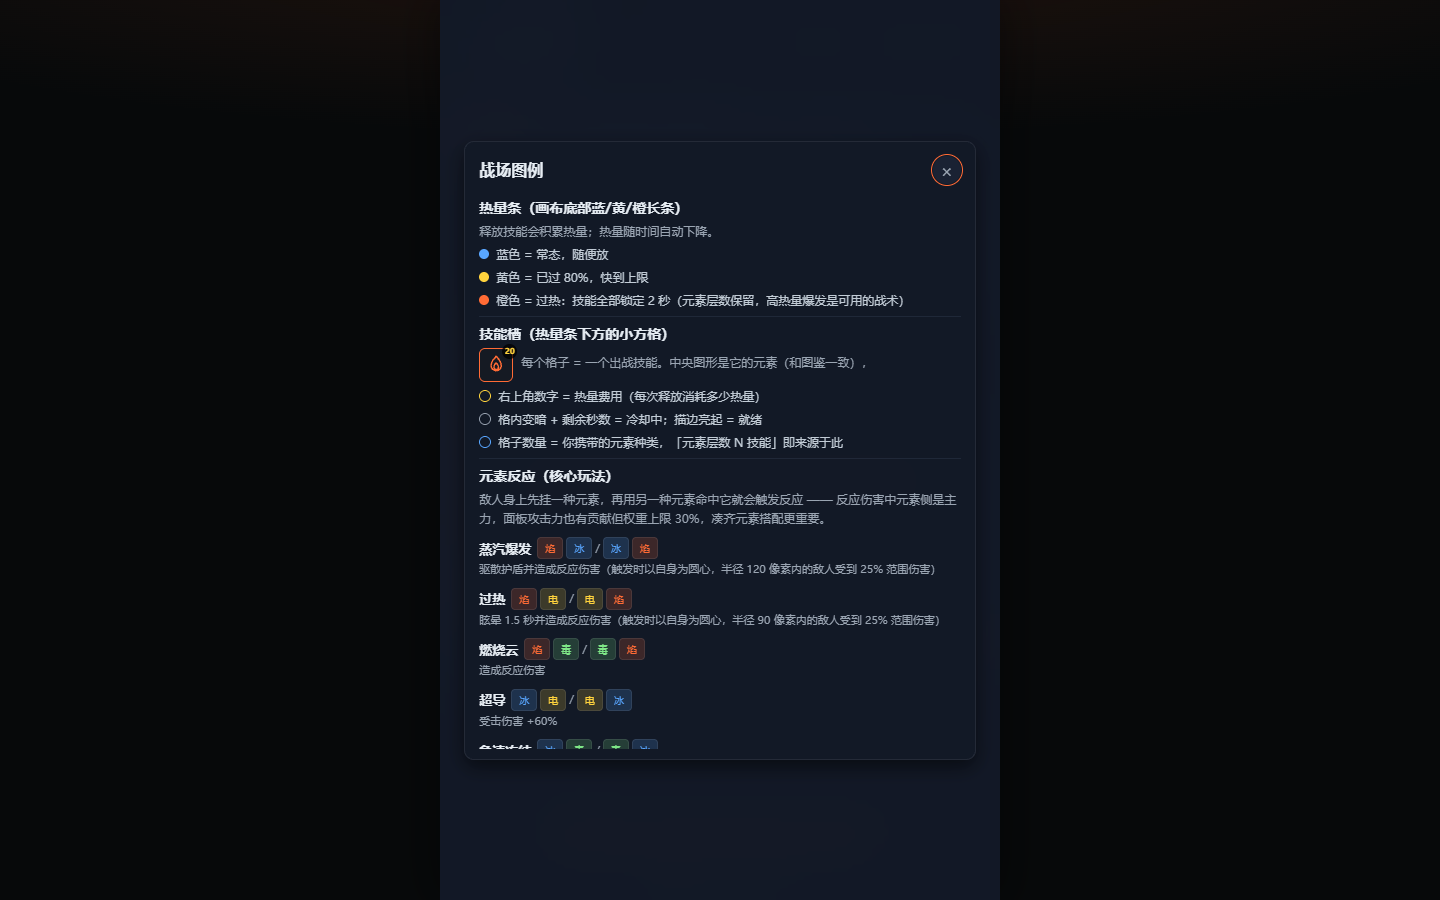 战场图例
×
热量条（画布底部蓝/黄/橙长条）
释放技能会积累热量；热量随时间自动下降。
蓝色 = 常态，随便放
黄色 = 已过 80%，快到上限
橙色 = 过热：技能全部锁定 2 秒（元素层数保留，高热量爆发是可用的战术）
技能槽（热量条下方的小方格）
20
每个格子 = 一个出战技能。中央图形是它的元素（和图鉴一致），
右上角数字 = 热量费用（每次释放消耗多少热量）
格内变暗 + 剩余秒数 = 冷却中；描边亮起 = 就绪
格子数量 = 你携带的元素种类，「元素层数 N 技能」即来源于此
元素反应（核心玩法）
敌人身上先挂一种元素，再用另一种元素命中它就会触发反应 —— 反应伤害中元素侧是主
力，面板攻击力也有贡献但权重上限 30%，凑齐元素搭配更重要。
蒸汽爆发 焰 冰 / 冰 焰
驱散护盾并造成反应伤害（触发时以自身为圆心，半径 120 像素内的敌人受到 25% 范围伤害）
过热 焰 电 / 电 焰
眩晕 1.5 秒并造成反应伤害（触发时以自身为圆心，半径 90 像素内的敌人受到 25% 范围伤害）
燃烧云 焰 毒 / 毒 焰
造成反应伤害
超导 冰 电 / 电 冰
受击伤害 +60%